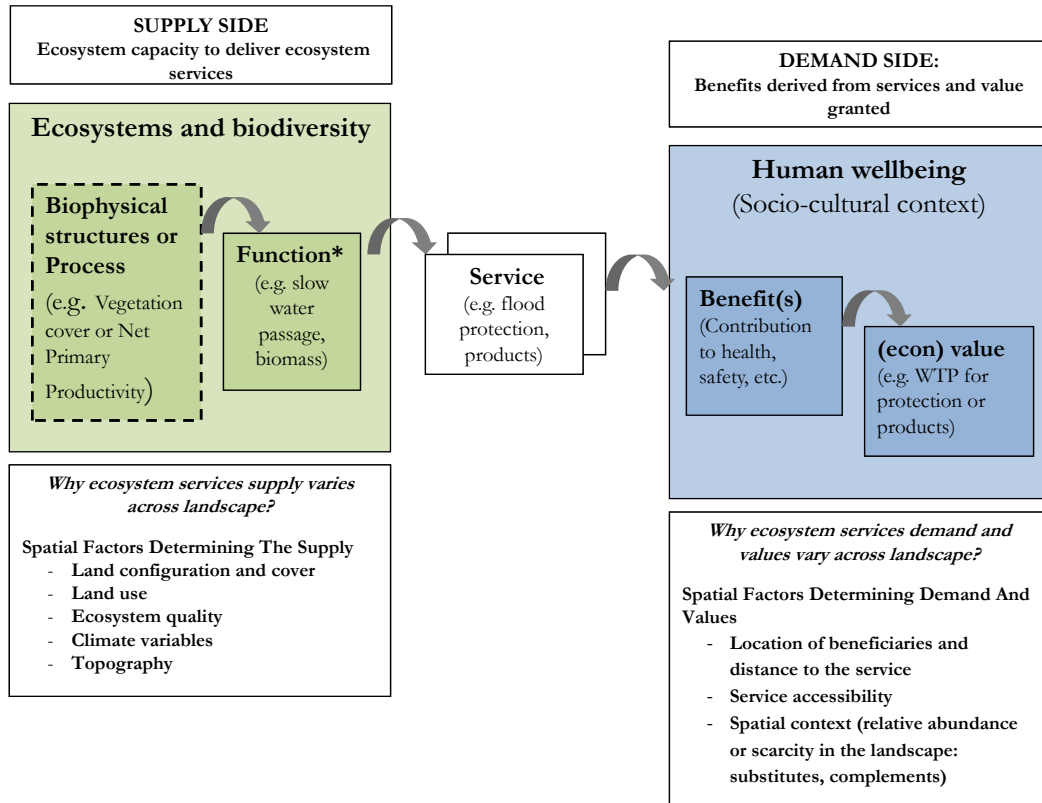 SUPPLY SIDE
Ecosystem capacity to deliver ecosystem
services
DEMAND SIDE:
Benefits derived from services and value
granted
Ecosystems and biodiversity
Biophysical
structures or
Process
(e.g. Vegetation
cover or Net
Primary
Productivity)
Function*
(e.g. slow
water
passage,
biomass)
Service
(e.g. flood
protection,
products)
Human wellbeing
(Socio-cultural context)
Benefit(s)
(Contribution
to health,
safety, etc.)
(econ) value
(e.g. WTP for
protection or
products)
Why ecosystem services supply varies
across landscape?
Spatial Factors Determining The Supply
- Land configuration and cover
- Land use
- Ecosystem quality
- Climate variables
- Topography
Why ecosystem services demand and
values vary across landscape?
Spatial Factors Determining Demand And
Values
- Location of beneficiaries and
distance to the service
- Service accessibility
- Spatial context (relative abundance
or scarcity in the landscape:
substitutes, complements)